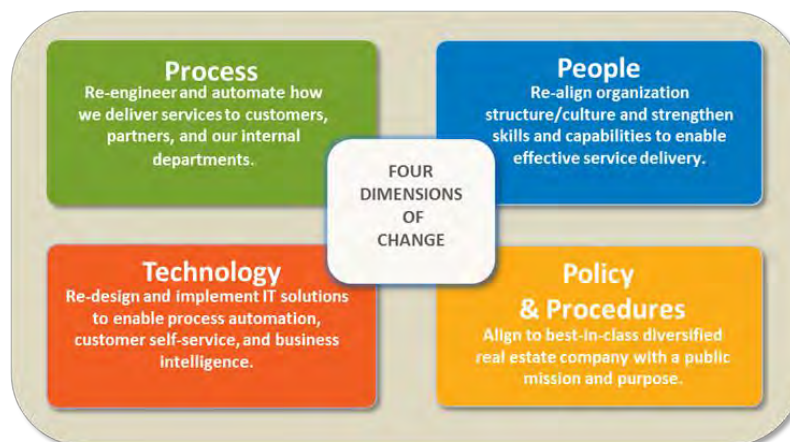 Process
Re-engineer and automate how
we deliver services to customers,
partners, and our internal
departments.
People
Re-align organization
structure/culture and strengthen
skills and capabilities to enable
effective service delivery.
FOUR
DIMENSIONS
OF
CHANGE
Technology
Re-design and implement IT solutions
to enable process automation,
customer self-service, and business
intelligence.
Policy
& Procedures
Align to best-in-class diversified
real estate company with a public
mission and purpose.